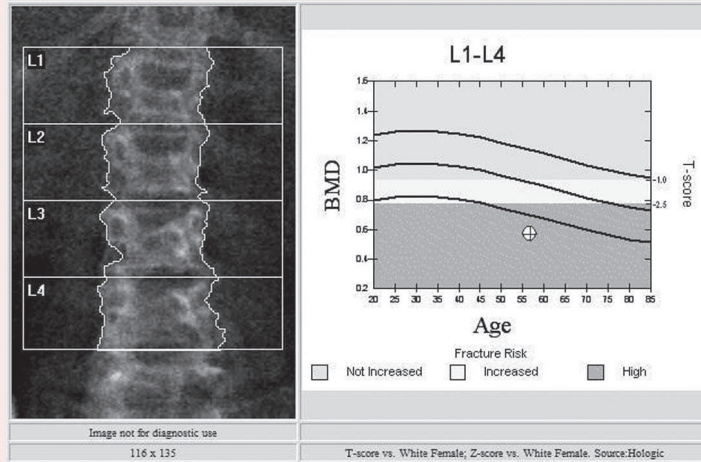 L1
L2
L3
L4
Image not for diagnostic use
116 x 135
L1-L4
BMD
1.6
1.4
1.2
1.0
0.8
0.6
0.4
0.2
20 25 30 35 40 45 50 55 60 65 70 75 80 85
-1.0
-2.5
T-score
Age
Fracture Risk
Not Increased Increased High
T-score vs. White Female; Z-score vs. White Female. Source:Hologic